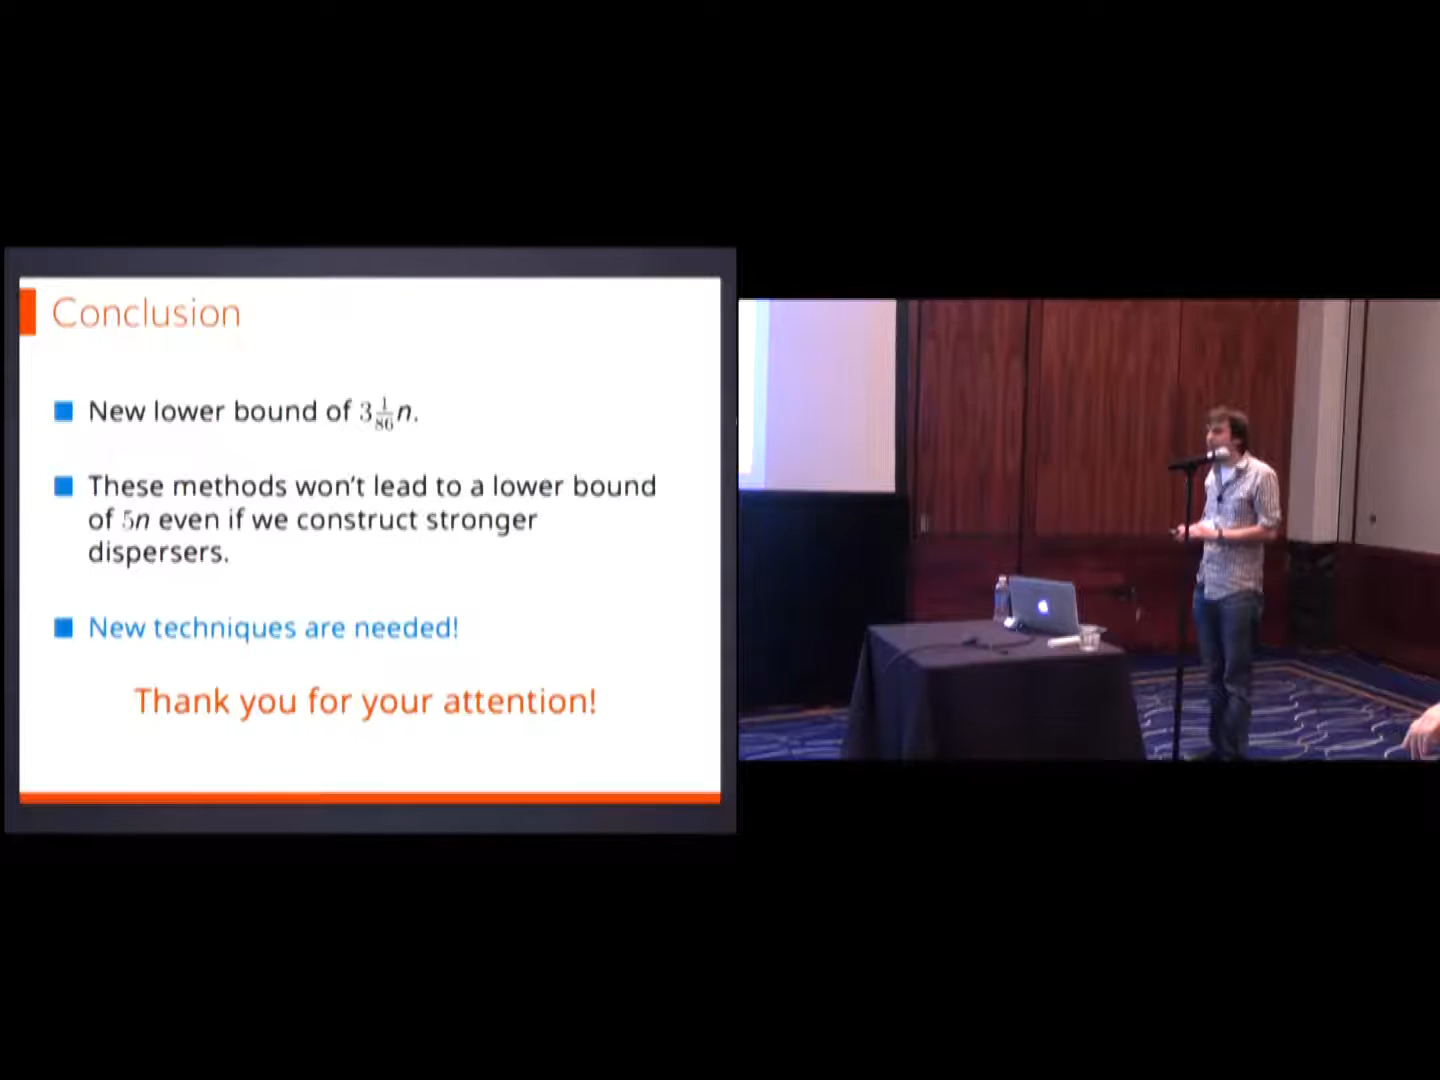 Conclusion
New lower bound of 3 1/86 n.
These methods won't lead to a lower bound
of 5n even if we construct stronger
dispersers.
New techniques are needed!
Thank you for your attention!